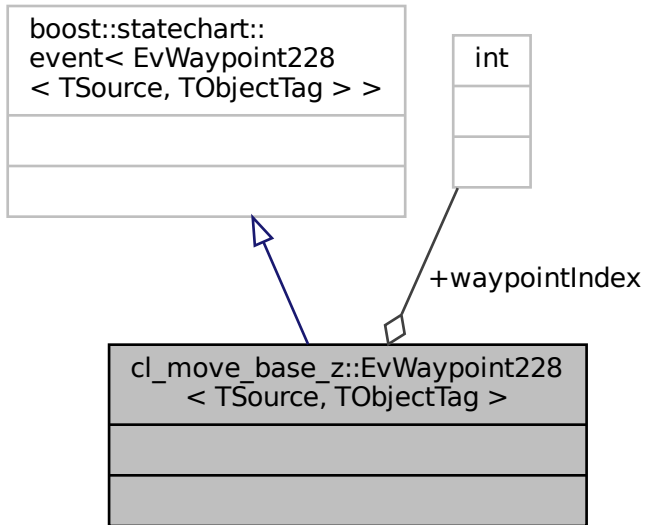 boost::statechart::
event< EvWaypoint228
< TSource, TObjectTag > >
int
+waypointIndex
cl_move_base_z::EvWaypoint228
< TSource, TObjectTag >